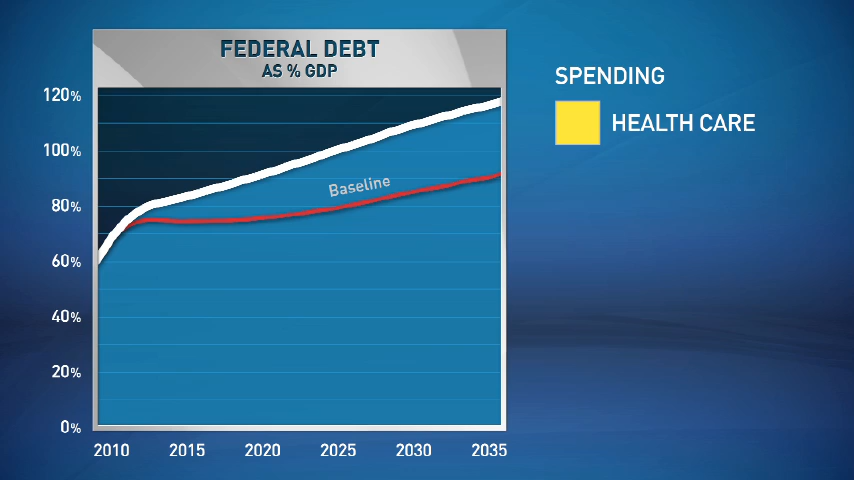 FEDERAL DEBT
AS % GDP
SPENDING
HEALTH CARE
120%
100%
80%
60%
40%
20%
0%
Baseline
2010 2015 2020 2025 2030 2035